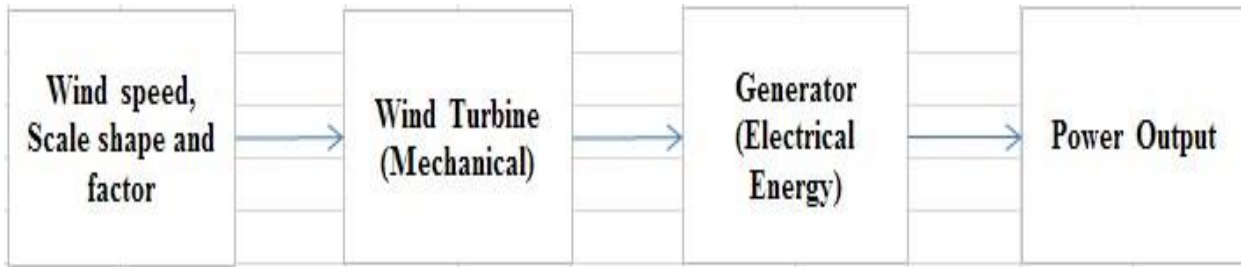 Wind speed,
Scale shape and
factor
Wind Turbine
(Mechanical)
Generator
(Electrical
Energy)
Power Output